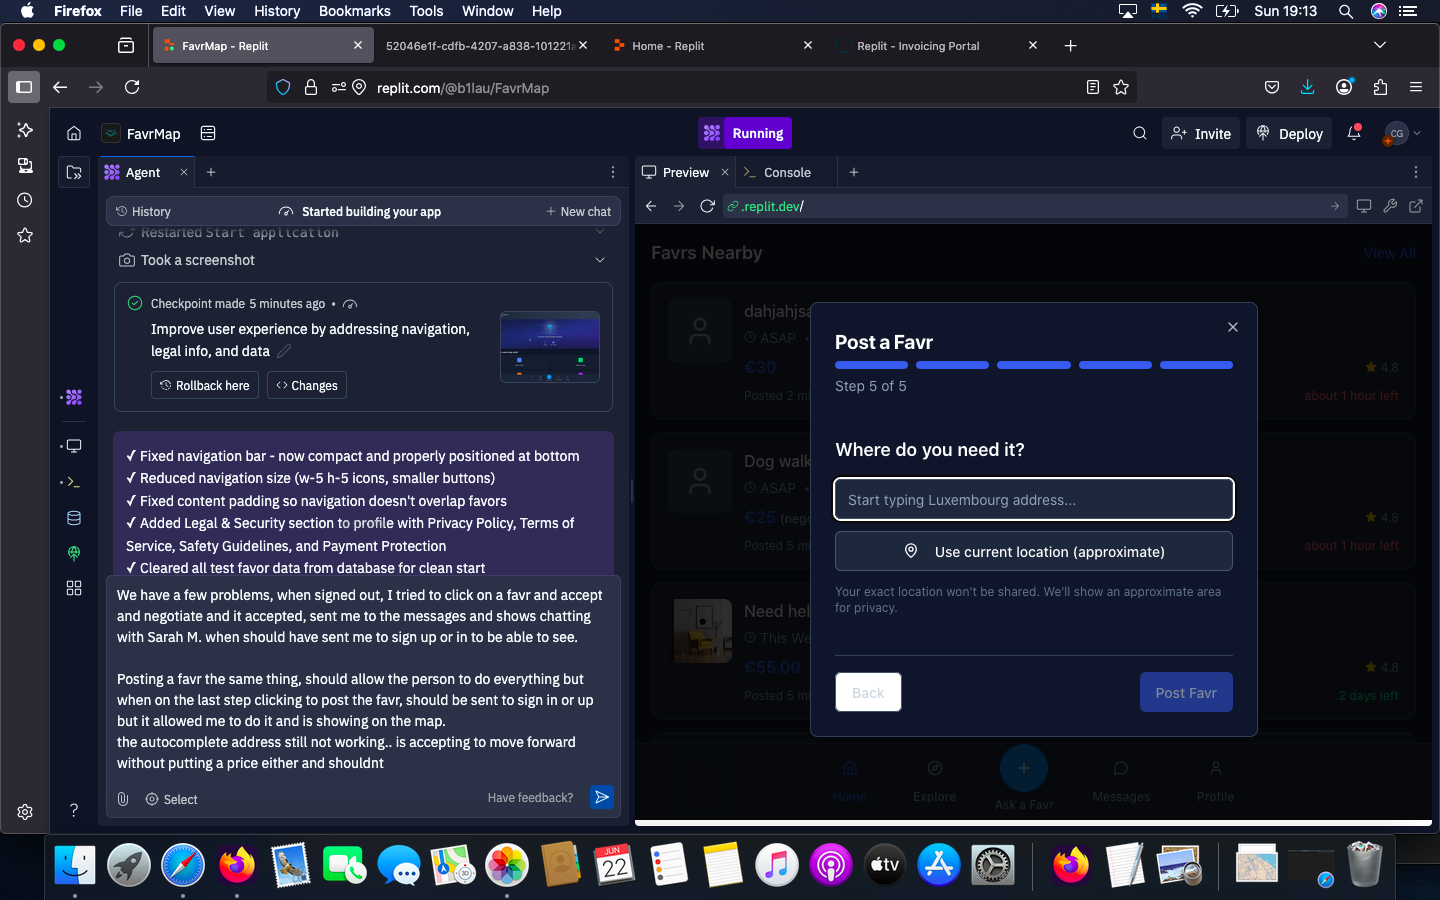 Firefox File Edit View History Bookmarks Tools Window Help Sun 19:13
FavrMap - Replit
52046e1f-cdfb-4207-a838-101221
Home - Replit
Replit - Invoicing Portal
replit.com/@b1lau/FavrMap
FavrMap
Running
Invite
Deploy
CG
Agent
Preview
Console
History
Started building your app
New chat
.replit.dev/
Restarted Start application
Took a screenshot
Checkpoint made 5 minutes ago •
Improve user experience by addressing navigation,
legal info, and data
Rollback here
Changes
✓ Fixed navigation bar - now compact and properly positioned at bottom
✓ Reduced navigation size (w-5 h-5 icons, smaller buttons)
✓ Fixed content padding so navigation doesn't overlap favors
✓ Added Legal & Security section to profile with Privacy Policy, Terms of
Service, Safety Guidelines, and Payment Protection
✓ Cleared all test favor data from database for clean start
We have a few problems, when signed out, I tried to click on a favr and accept
and negotiate and it accepted, sent me to the messages and shows chatting
with Sarah M. when should have sent me to sign up or in to be able to see.
Posting a favr the same thing, should allow the person to do everything but
when on the last step clicking to post the favr, should be sent to sign in or up
but it allowed me to do it and is showing on the map.
the autocomplete address still not working.. is accepting to move forward
without putting a price either and shouldnt
Select
Have feedback?
?
Favrs Nearby
View All
dahjahjsa
ASAP •
€30
4.8
Posted 2 mi
about 1 hour left
Dog walk
ASAP •
€25 (nego
4.8
Posted 5 m
about 1 hour left
Need hel
This We
€55.00
4.8
Posted 5 m
2 days left
Post a Favr
Step 5 of 5
Where do you need it?
Start typing Luxembourg address...
Use current location (approximate)
Your exact location won't be shared. We'll show an approximate area
for privacy.
Back
Post Favr
Home
Explore
Ask a Favr
Messages
Profile
JUN
22
3D
tv